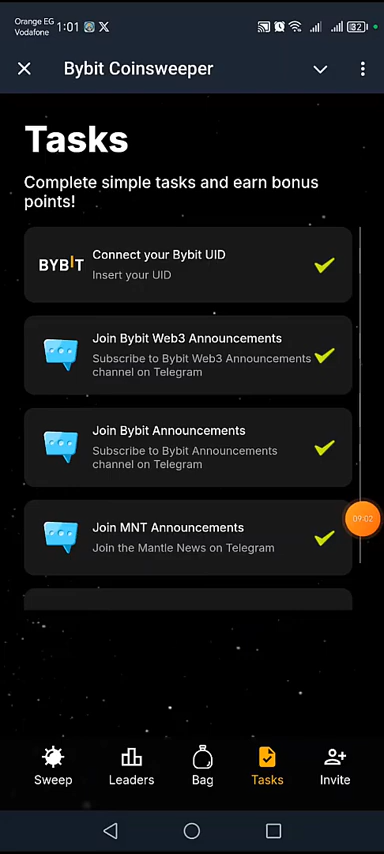 Orange EG
Vodafone
1:01
82
Bybit Coinsweeper
Tasks
Complete simple tasks and earn bonus
points!
BYBIT
Connect your Bybit UID
Insert your UID
Join Bybit Web3 Announcements
Subscribe to Bybit Web3 Announcements
channel on Telegram
Join Bybit Announcements
Subscribe to Bybit Announcements
channel on Telegram
Join MNT Announcements
Join the Mantle News on Telegram
09:02
Sweep
Leaders
Bag
Tasks
Invite